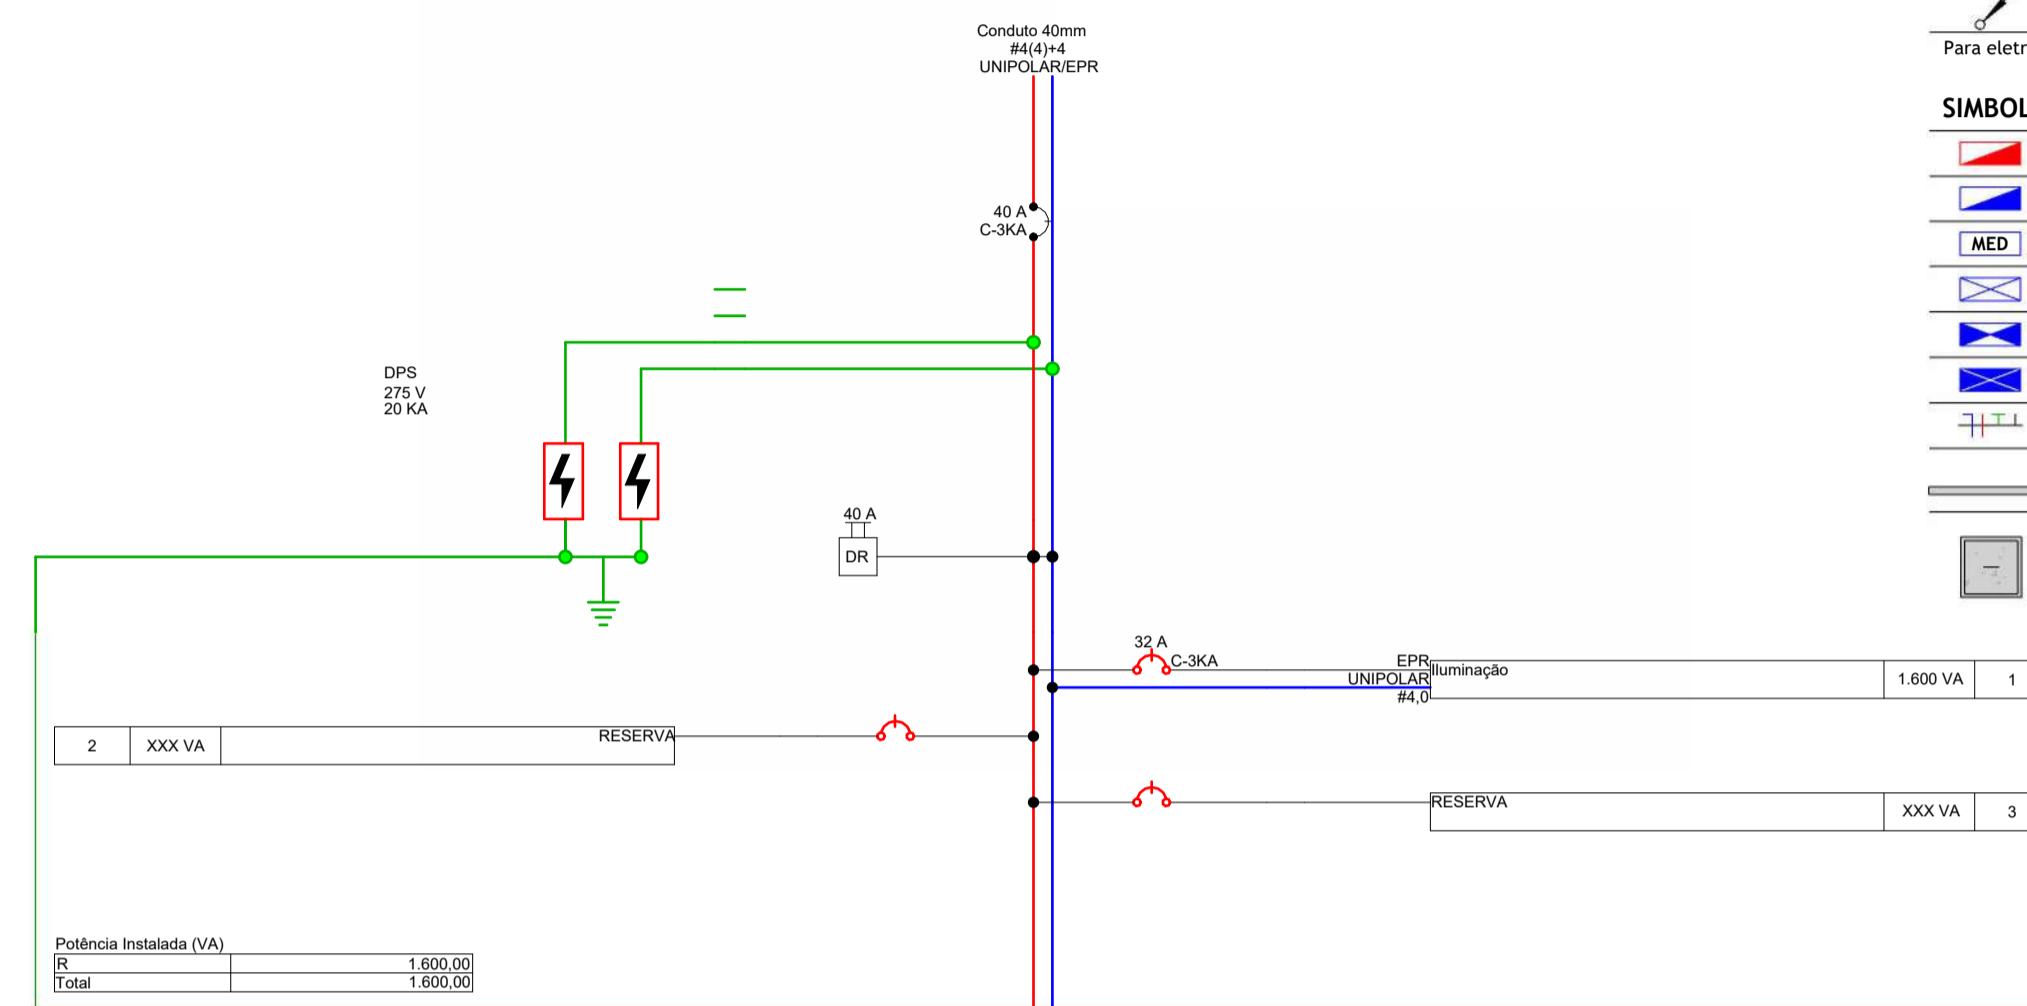 Conduto 40mm
#4(4)+4
UNIPOLAR/EPR
Para eletr
SIMBOL
40 A
C-3KA
MED
DPS
275 V
20 KA
40 A
DR
32 A
C-3KA
EPR
UNIPOLAR
#4,0
Iluminação
1.600 VA
1
2
XXX VA
RESERVA
RESERVA
XXX VA
3
Potência Instalada (VA)
R 1.600,00
Total 1.600,00